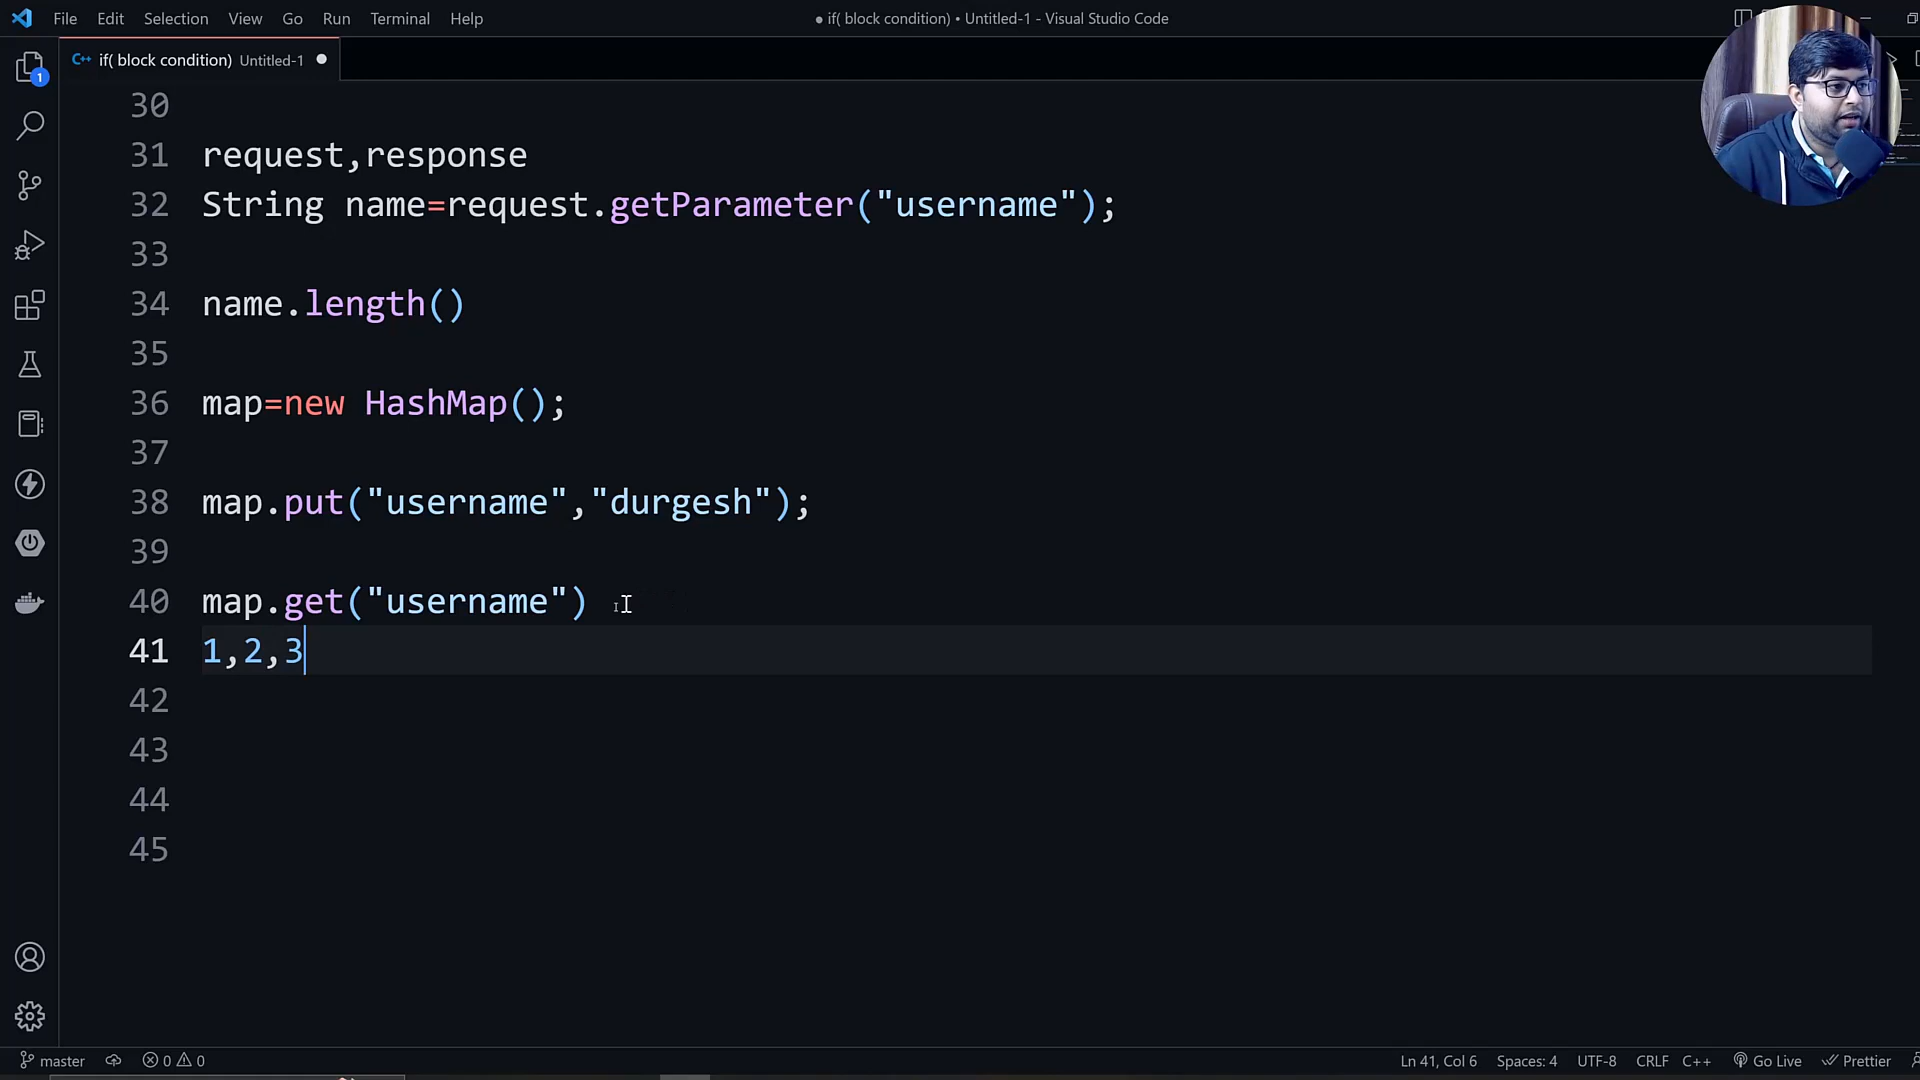 File Edit Selection View Go Run Terminal Help
● if( block condition) • Untitled-1 - Visual Studio Code
if( block condition) Untitled-1 ●
1
30
31 request,response
32 String name=request.getParameter("username");
33
34 name.length()
35
36 map=new HashMap();
37
38 map.put("username","durgesh");
39
40 map.get("username")
41 1,2,3
42
43
44
45
master 0 0 Ln 41, Col 6 Spaces: 4 UTF-8 CRLF C++ Go Live Prettier